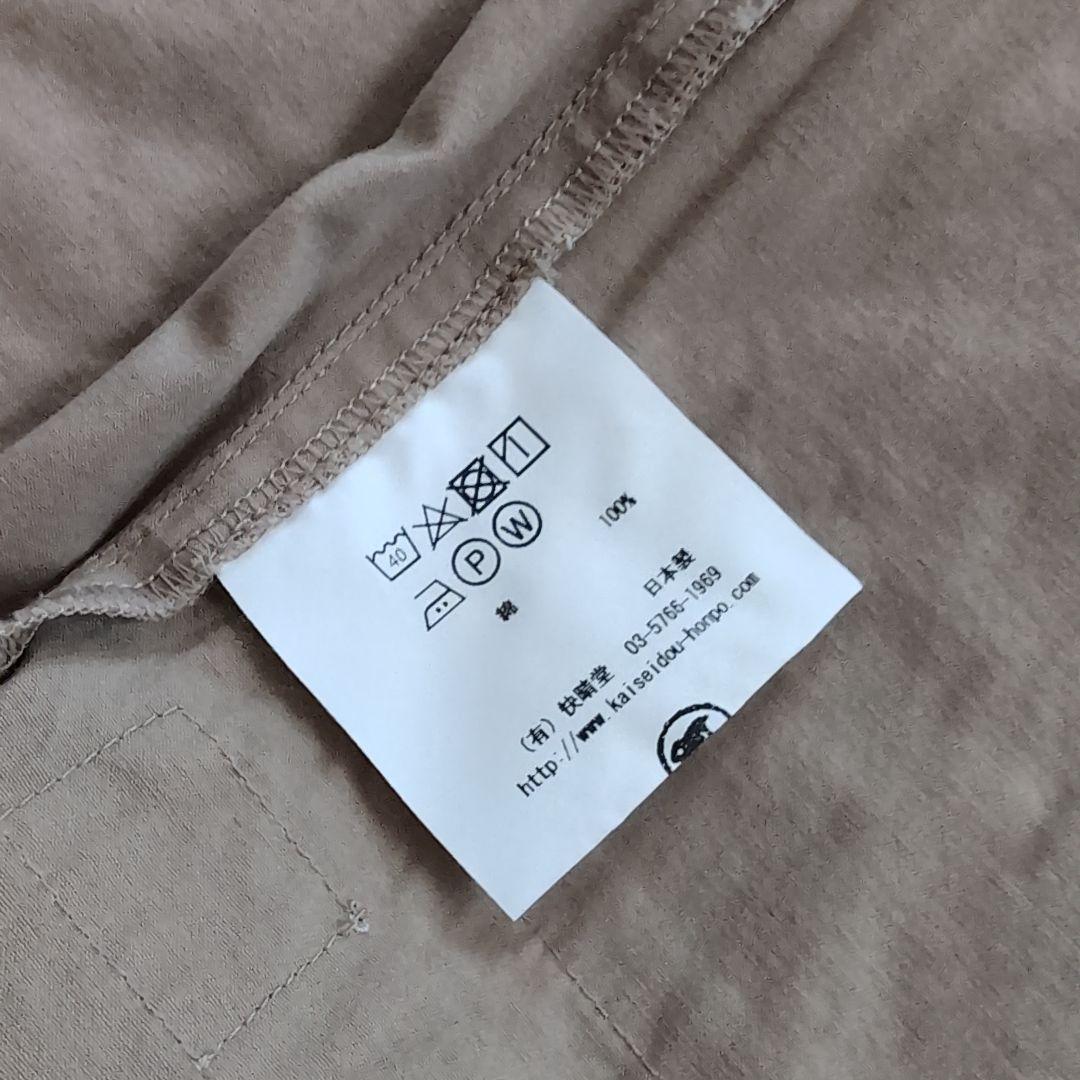 40
P W
綿 100%
日本製
(有) 快晴堂 03-5766-1969
http://www.kaiseidou-honpo.com